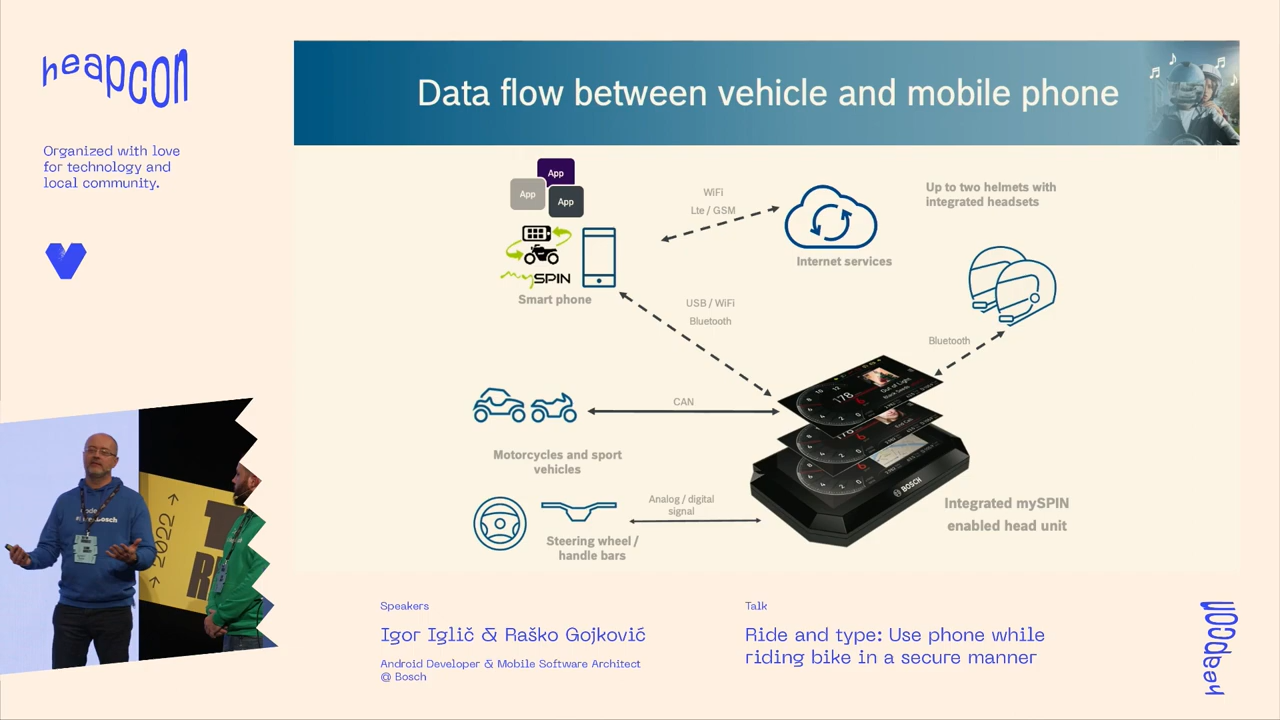 heapcon
Organized with love
for technology and
local community.
Data flow between vehicle and mobile phone
App
App
App
mySPIN
Smart phone
WiFi
Lte / GSM
Internet services
Up to two helmets with
integrated headsets
USB / WiFi
Bluetooth
Bluetooth
CAN
Motorcycles and sport
vehicles
Analog / digital
signal
Steering wheel /
handle bars
Out of Light
178
BOSCH
Integrated mySPIN
enabled head unit
2022
Speakers
Igor Iglič & Raško Gojković
Android Developer & Mobile Software Architect
@ Bosch
Talk
Ride and type: Use phone while
riding bike in a secure manner
heapcon